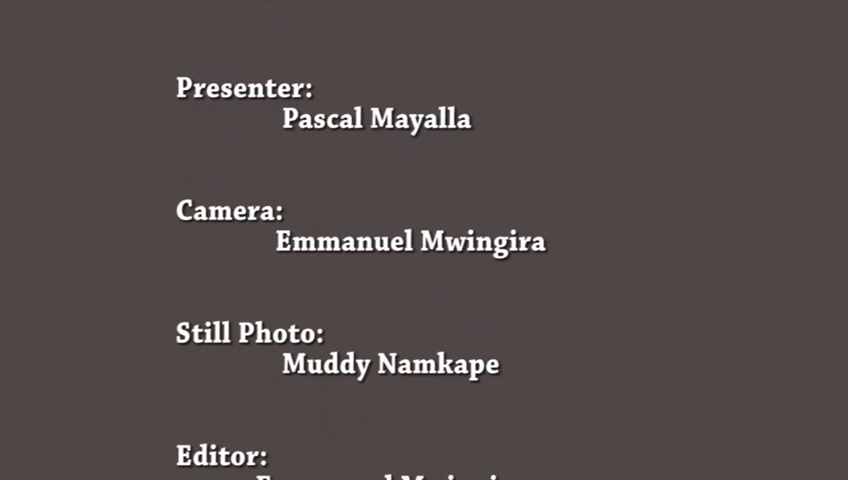 Presenter:
Pascal Mayalla
Camera:
Emmanuel Mwingira
Still Photo:
Muddy Namkape
Editor: